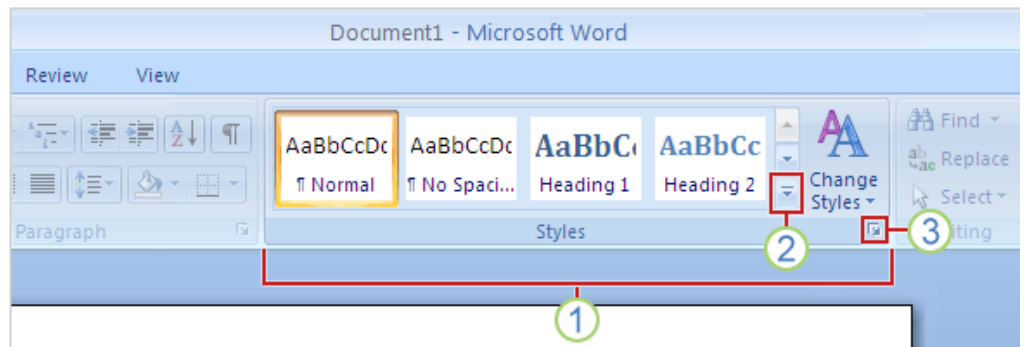 Document1 - Microsoft Word
Review View
AaBbCcDc AaBbCcDc AaBbC AaBbCc
¶ Normal ¶ No Spaci... Heading 1 Heading 2
Change
Styles
Find
Replace
Select
Paragraph
Styles
2
3
1